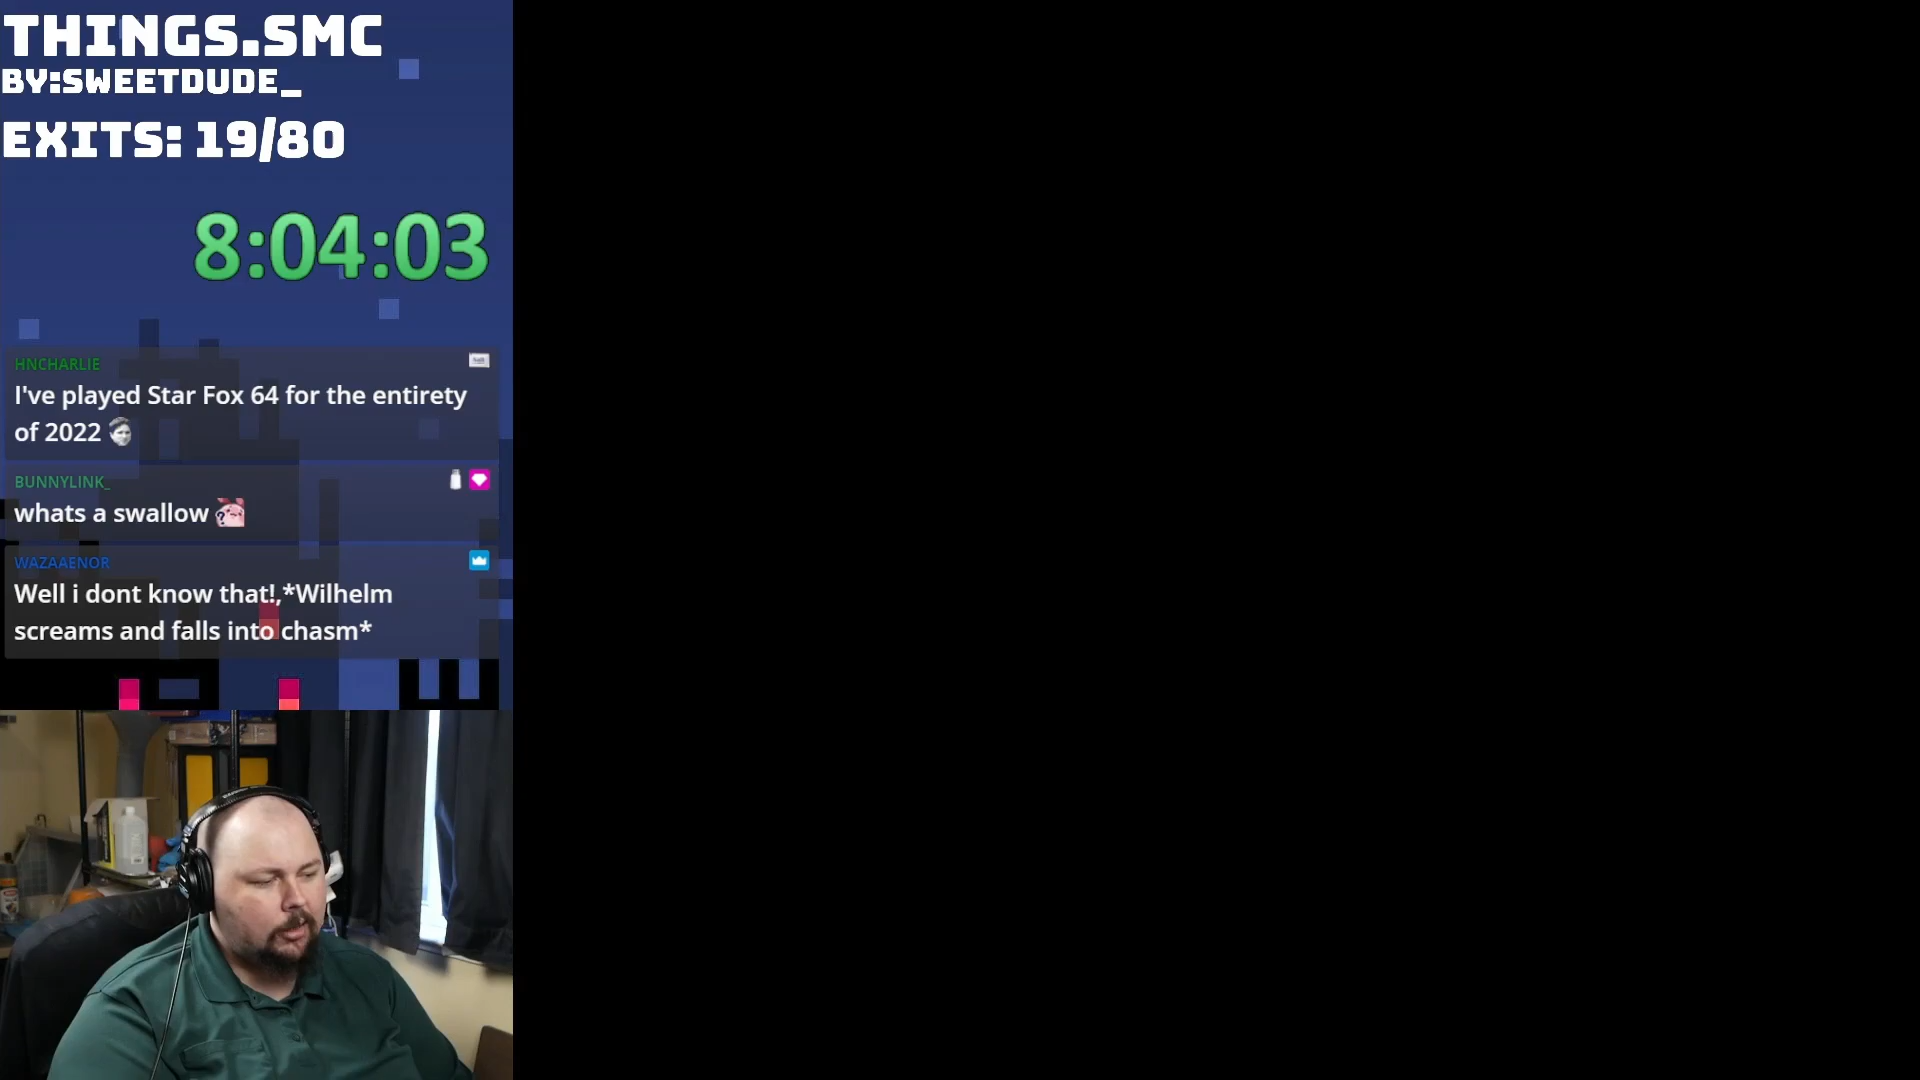 THINGS.SMC
BY:SWEETDUDE_
EXITS: 19/80
8:04:03
HNCHARLIE
I've played Star Fox 64 for the entirety
of 2022
BUNNYLINK_
whats a swallow
WAZAAENOR
Well i dont know that!,*Wilhelm
screams and falls into chasm*